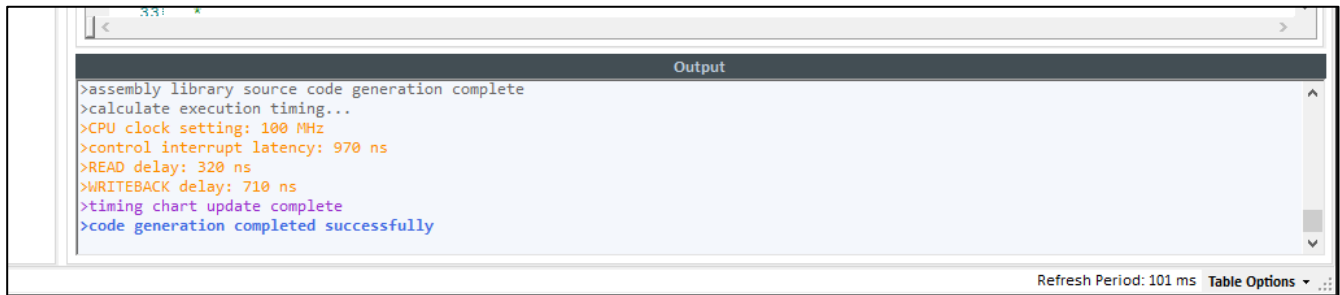 33: *
Output
>assembly library source code generation complete
>calculate execution timing...
>CPU clock setting: 100 MHz
>control interrupt latency: 970 ns
>READ delay: 320 ns
>WRITEBACK delay: 710 ns
>timing chart update complete
>code generation completed successfully
Refresh Period: 101 ms Table Options